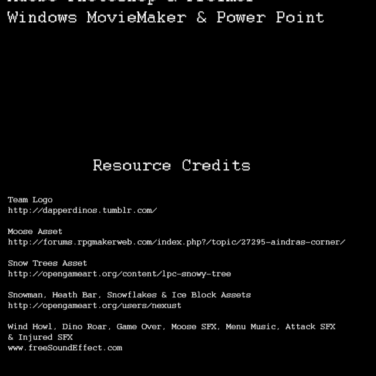 Windows MovieMaker & Power Point
Resource Credits
Team Logo
http://dapperdinos.tumblr.com/
Moose Asset
http://forums.rpgmakerweb.com/index.php?/topic/27295-aindras-corner/
Snow Trees Asset
http://opengameart.org/content/lpc-snowy-tree
Snowman, Heath Bar, Snowflakes & Ice Block Assets
http://opengameart.org/users/nexust
Wind Howl, Dino Roar, Game Over, Moose SFX, Menu Music, Attack SFX
& Injured SFX
www.freeSoundEffect.com